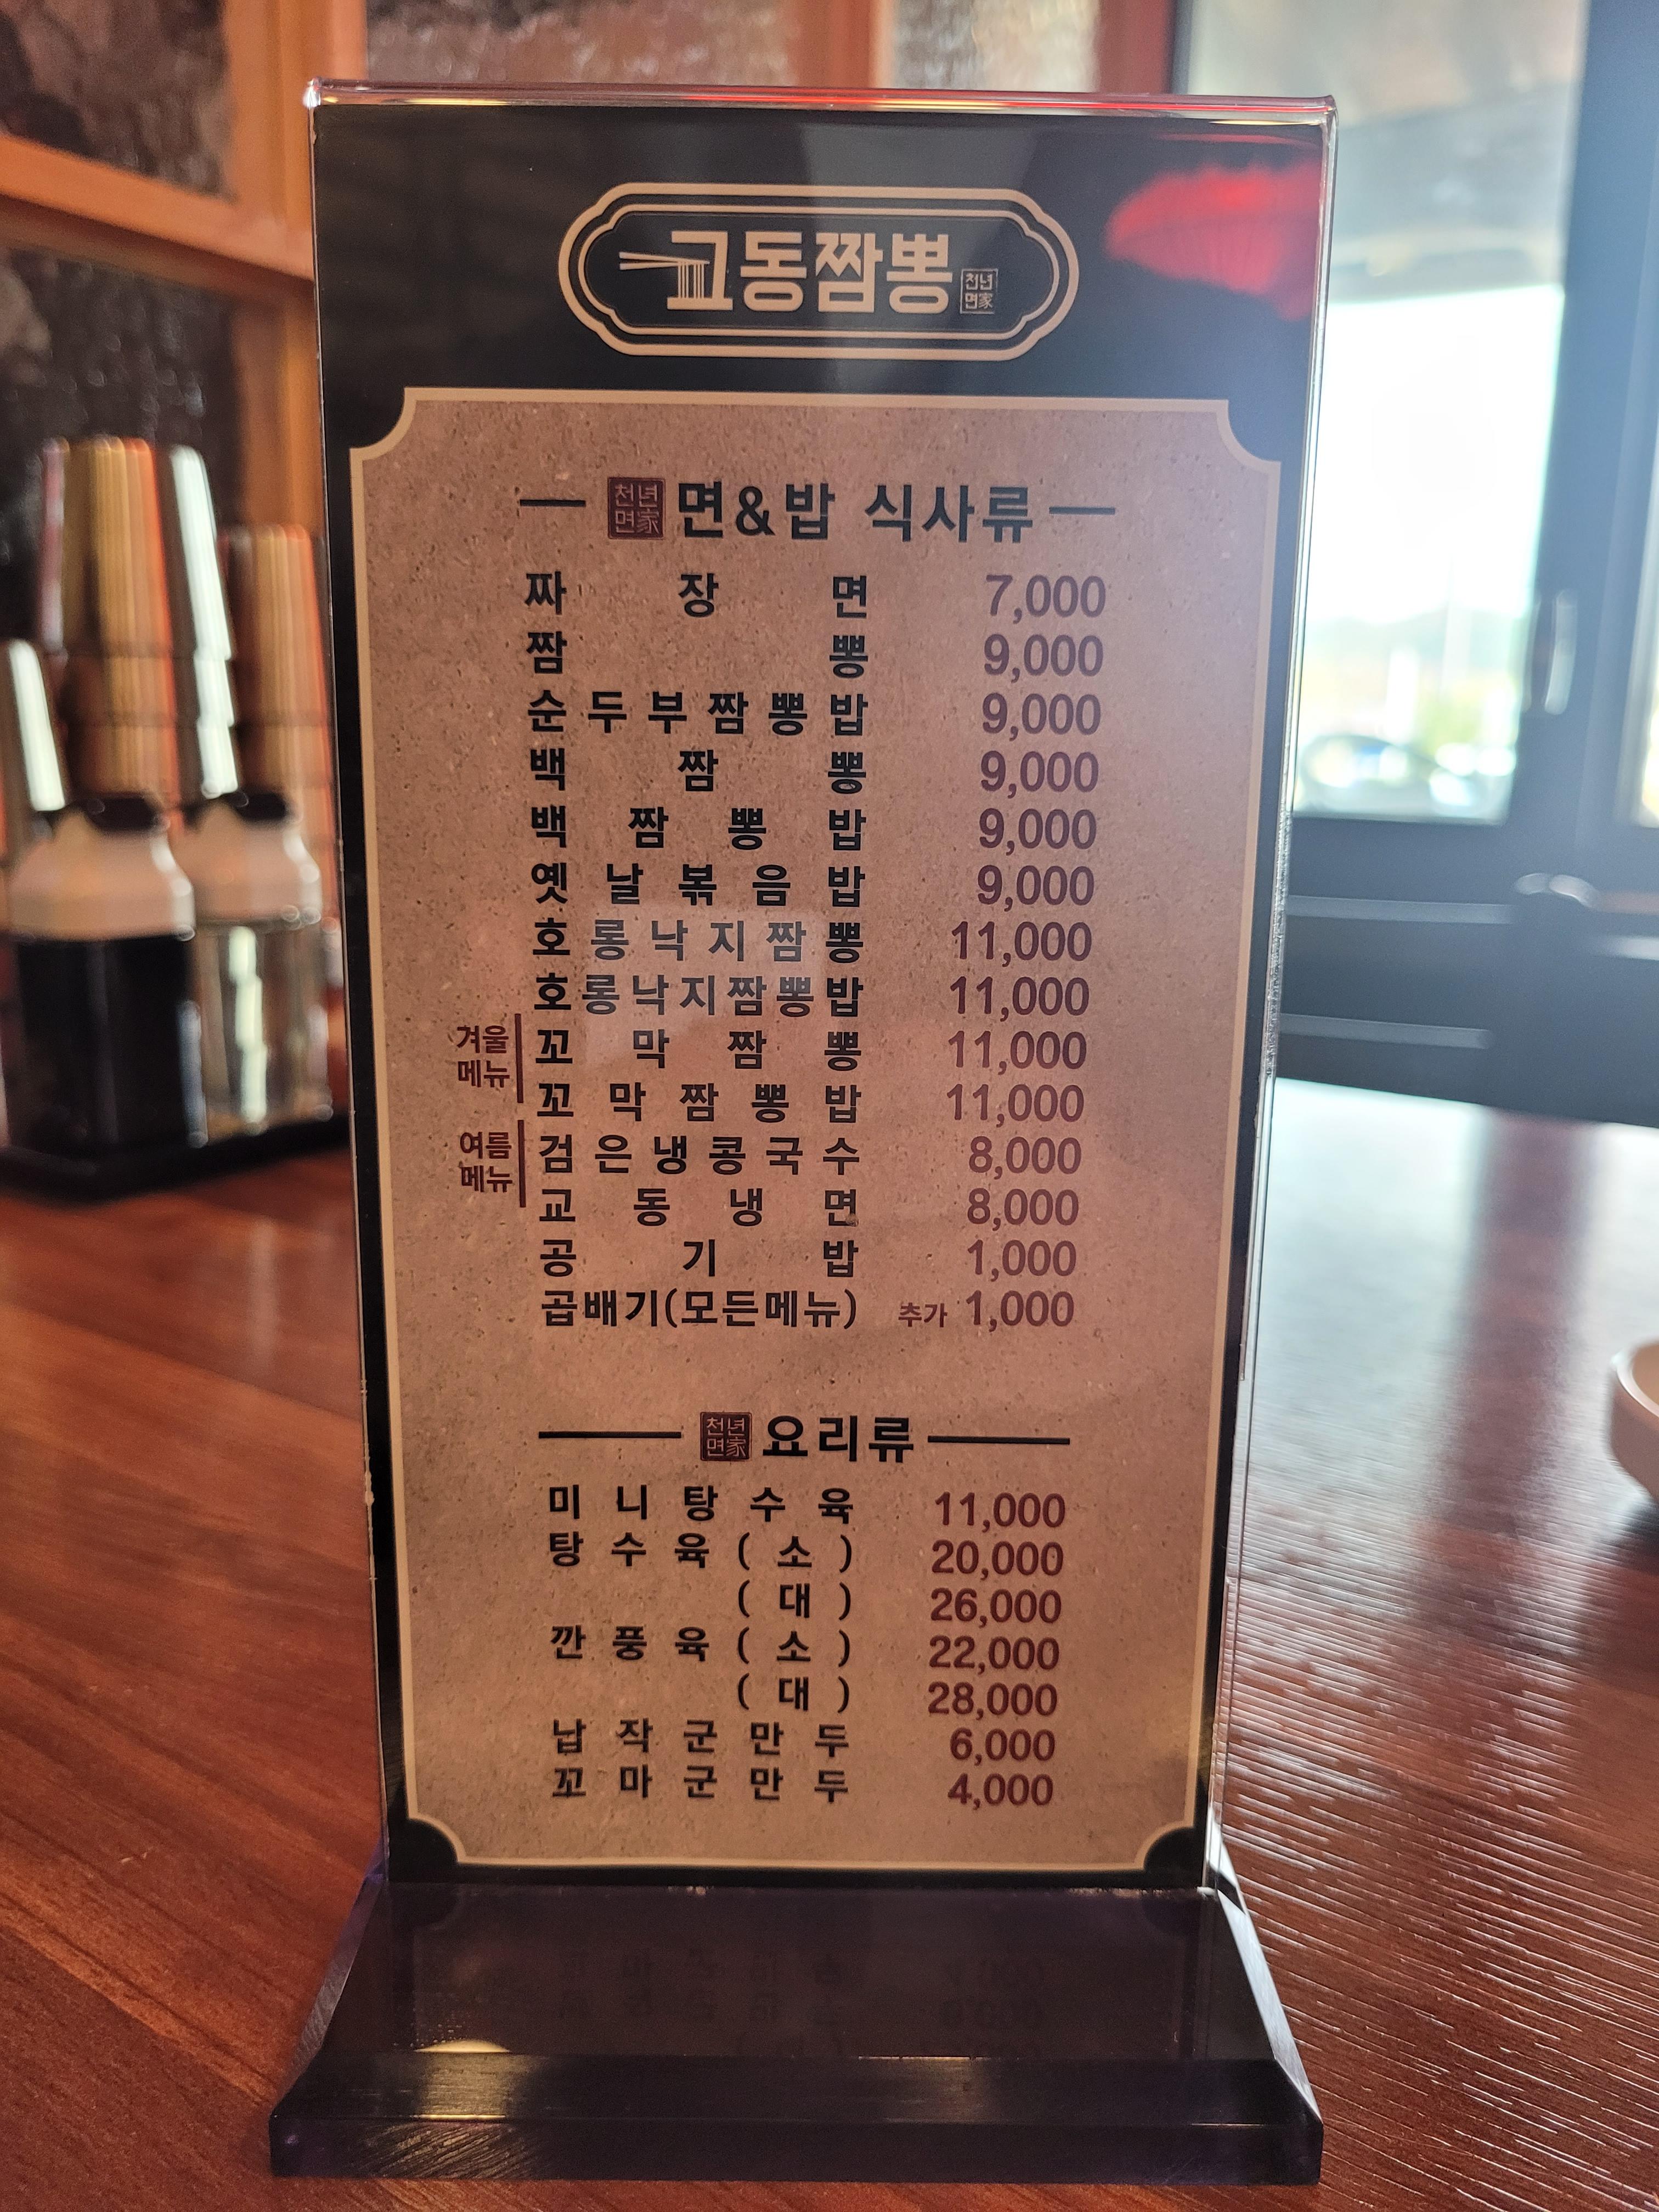 교동짬뽕 천년면家
천년면家 면&밥 식사류
짜장면 7,000
짬뽕 9,000
순두부짬뽕밥 9,000
백짬뽕 9,000
백짬뽕밥 9,000
옛날볶음밥 9,000
호롱낙지짬뽕 11,000
호롱낙지짬뽕밥 11,000
겨울메뉴 꼬막짬뽕 11,000
꼬막짬뽕밥 11,000
여름메뉴 검은냉콩국수 8,000
교동냉면 8,000
공기밥 1,000
곱배기(모든메뉴) 추가 1,000
천년면家 요리류
미니탕수육 11,000
탕수육(소) 20,000
(대) 26,000
깐풍육(소) 22,000
(대) 28,000
납작군만두 6,000
꼬마군만두 4,000